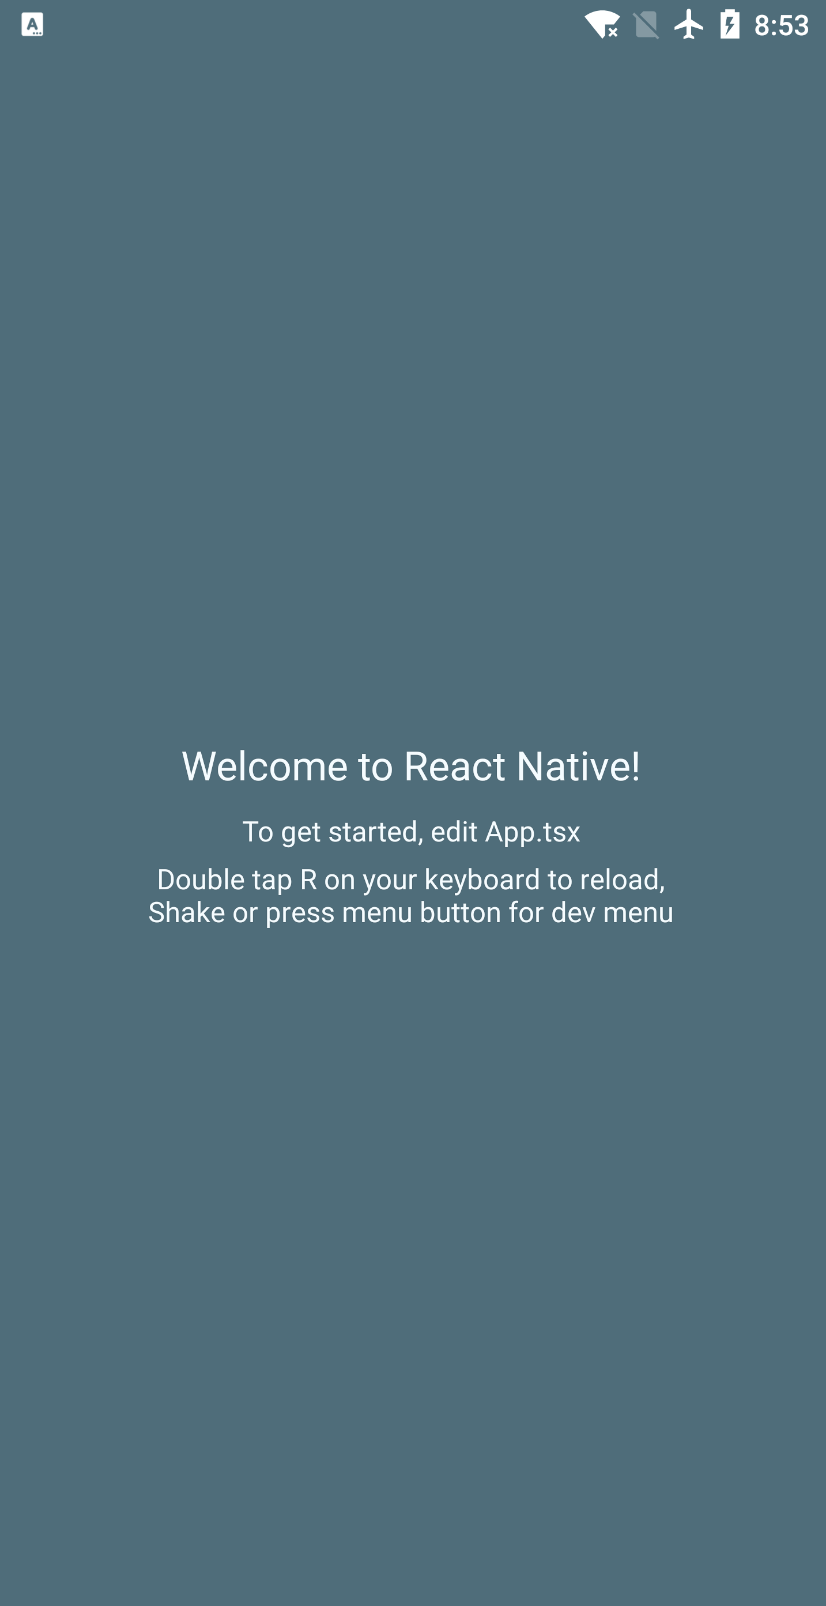 8:53
Welcome to React Native!
To get started, edit App.tsx
Double tap R on your keyboard to reload,
Shake or press menu button for dev menu